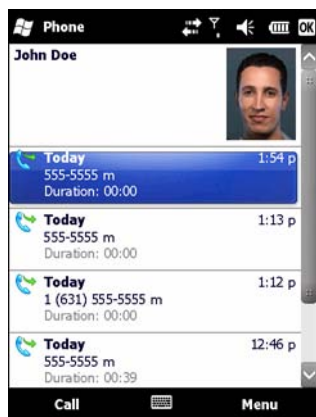 Phone
OK
John Doe
Today 1:54 p
555-5555 m
Duration: 00:00
Today 1:13 p
555-5555 m
Duration: 00:00
Today 1:12 p
1 (631) 555-5555 m
Duration: 00:00
Today 12:46 p
555-5555 m
Duration: 00:39
Call Menu